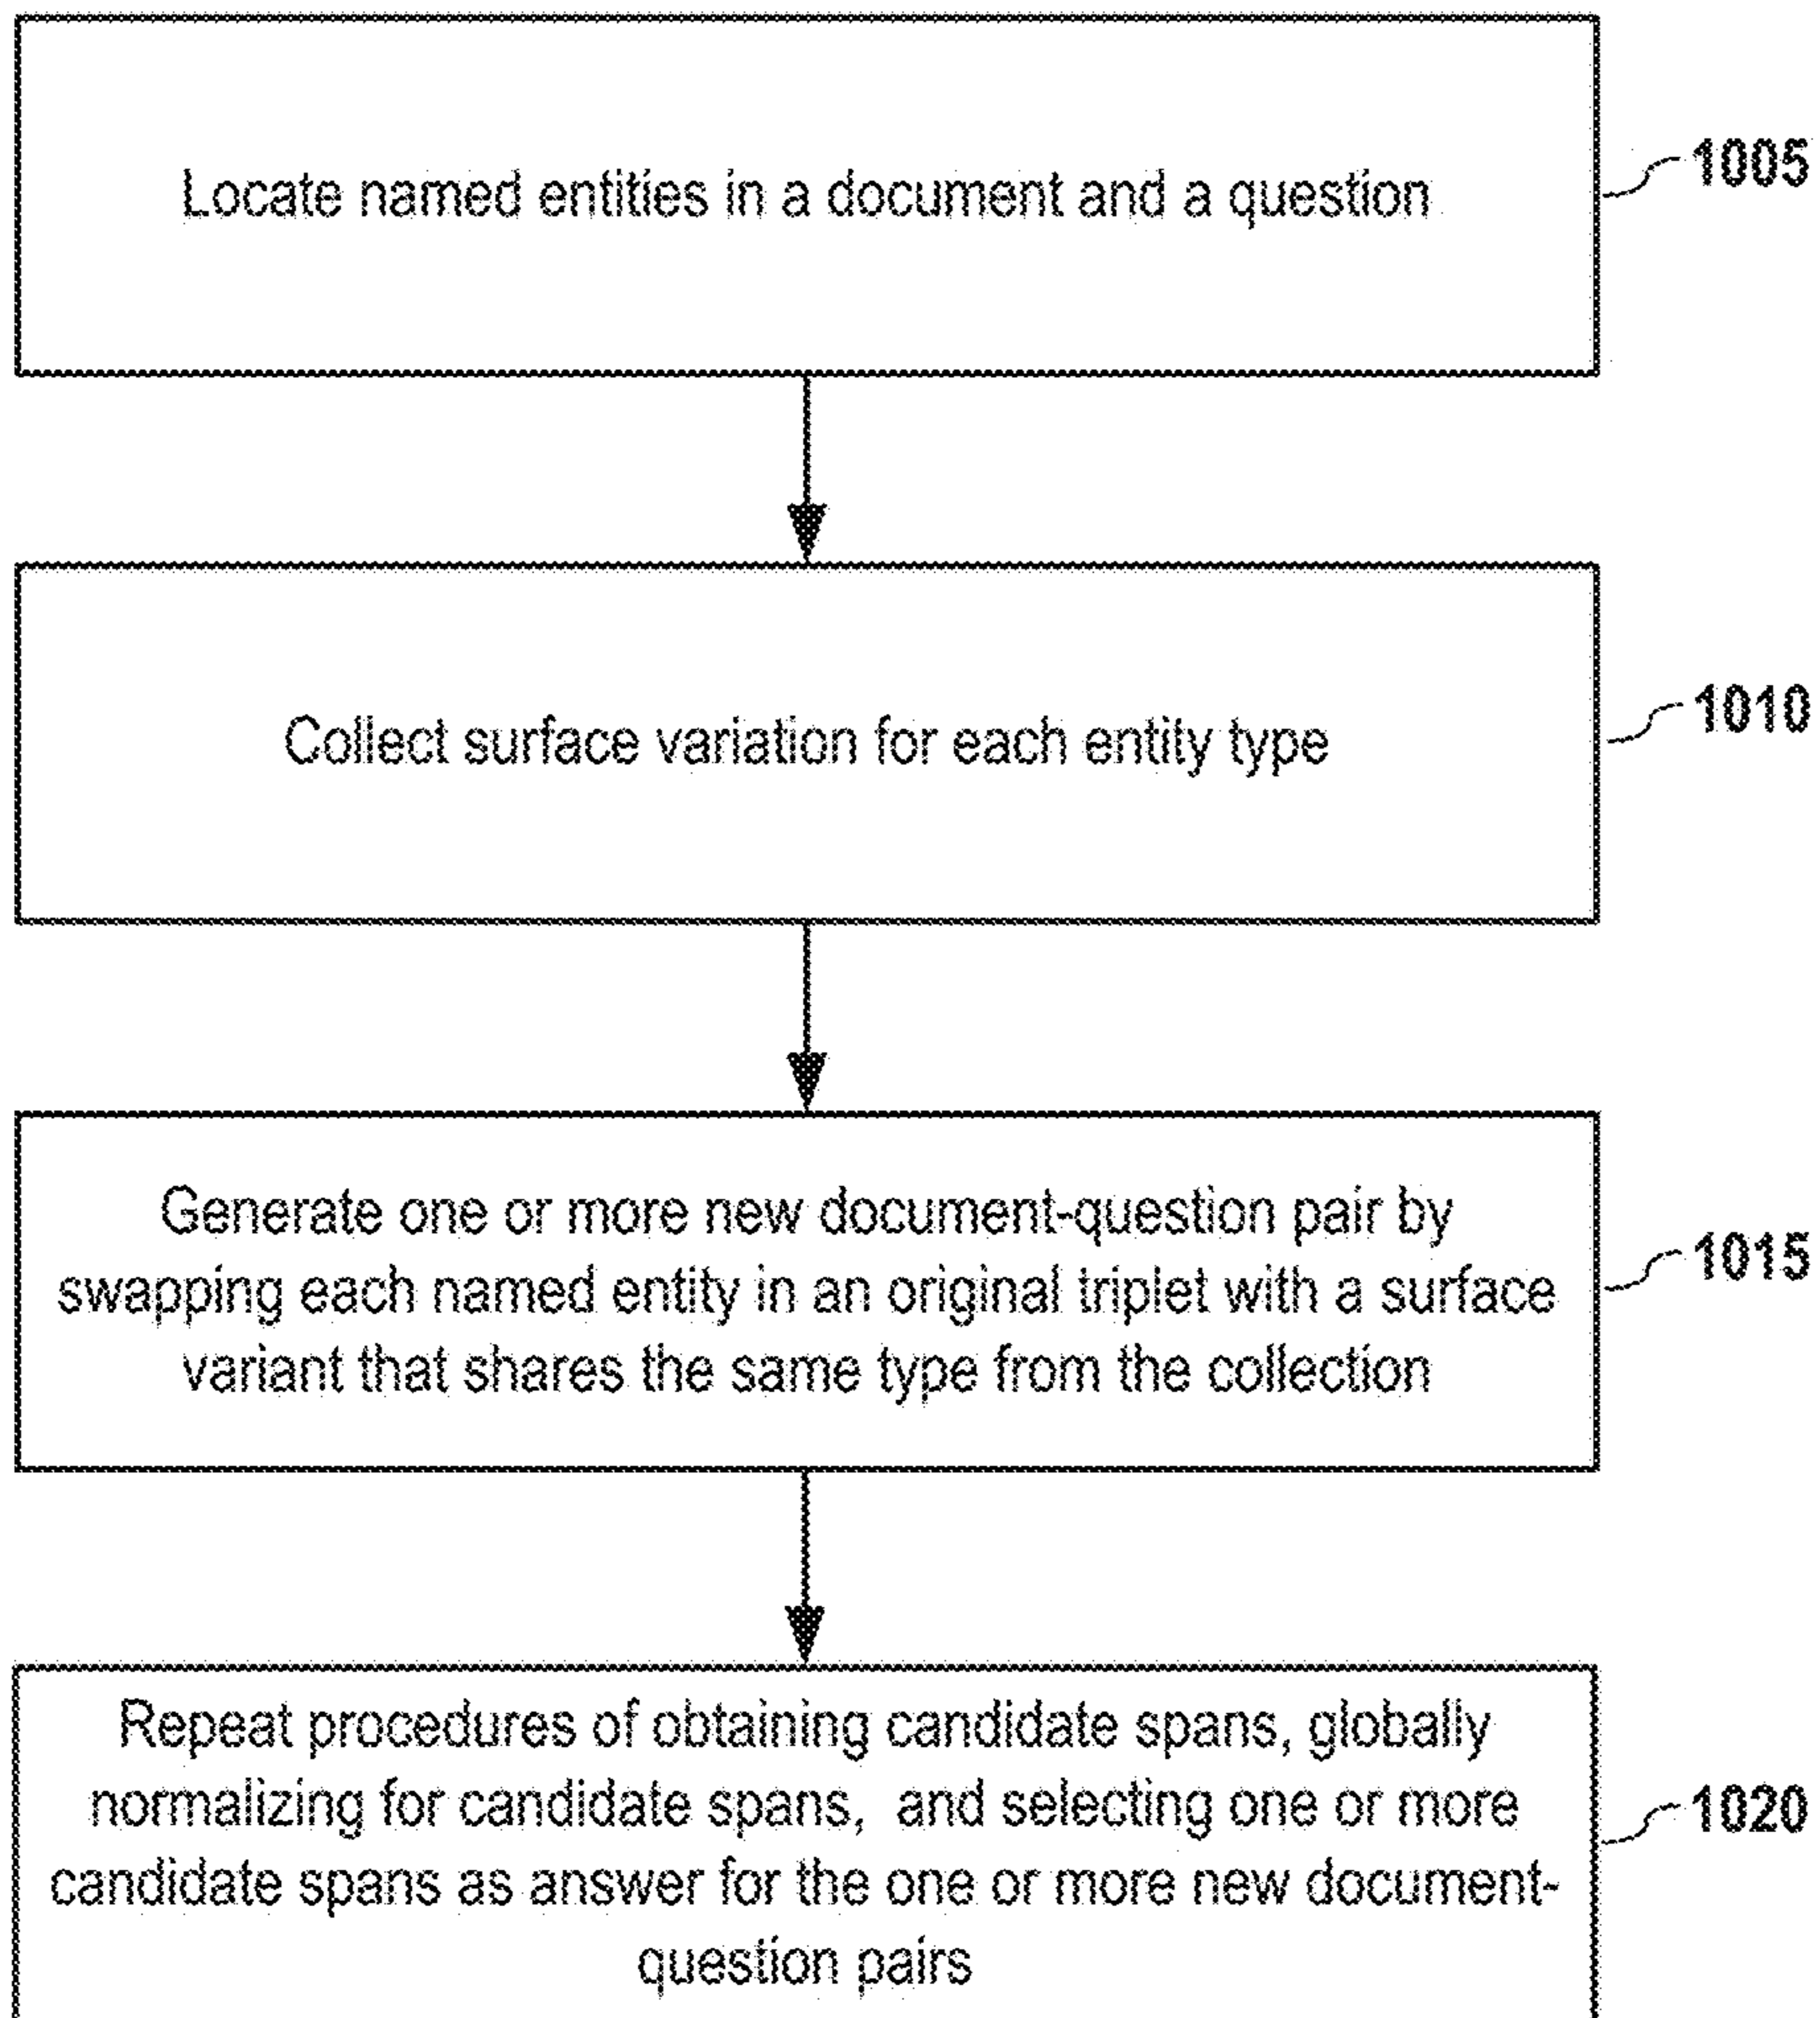 Locate named entities in a document and a question
1005
Collect surface variation for each entity type
1010
Generate one or more new document-question pair by
swapping each named entity in an original triplet with a surface
variant that shares the same type from the collection
1015
Repeat procedures of obtaining candidate spans, globally
normalizing for candidate spans, and selecting one or more
candidate spans as answer for the one or more new document-
question pairs
1020